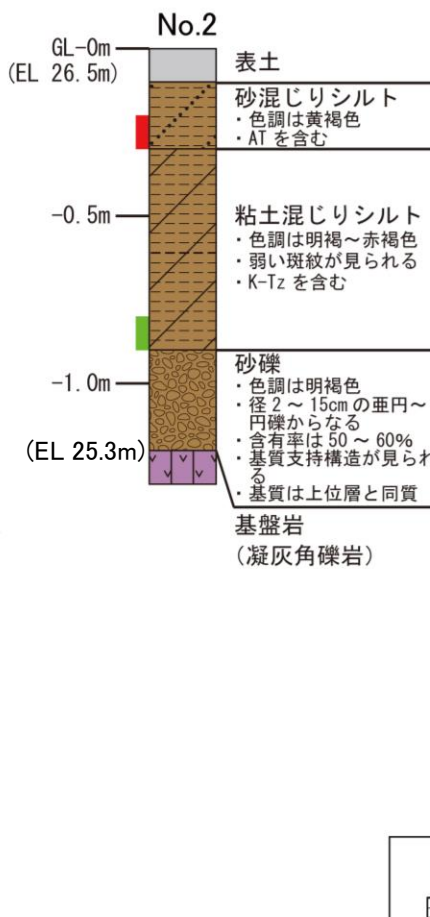 No.2
GL-0m
(EL 26.5m)
表土
砂混じりシルト
・色調は黄褐色
・AT を含む
-0.5m
粘土混じりシルト
・色調は明褐～赤褐色
・弱い斑紋が見られる
・K-Tz を含む
砂礫
-1.0m
・色調は明褐色
・径 2 ～ 15cm の亜円～
円礫からなる
・含有率は 50 ～ 60%
(EL 25.3m)
・基質支持構造が見られ
る
・基質は上位層と同質
基盤岩
(凝灰角礫岩)